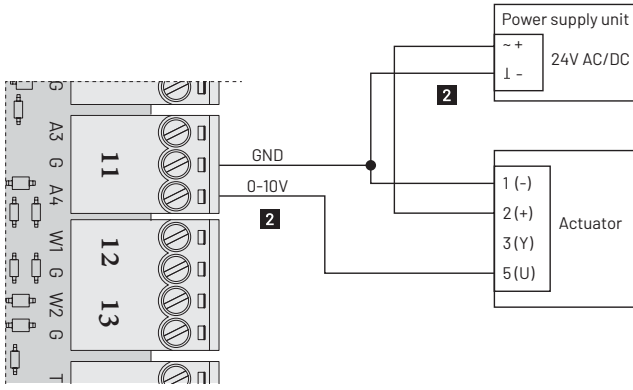 Power supply unit
~ +
24V AC/DC
⊥ -
2
G
A3
G
A4
11
GND
0-10V
2
1 (-)
2 (+)
3 (Y)
5 (U)
Actuator
W1
G
12
W2
G
13
T